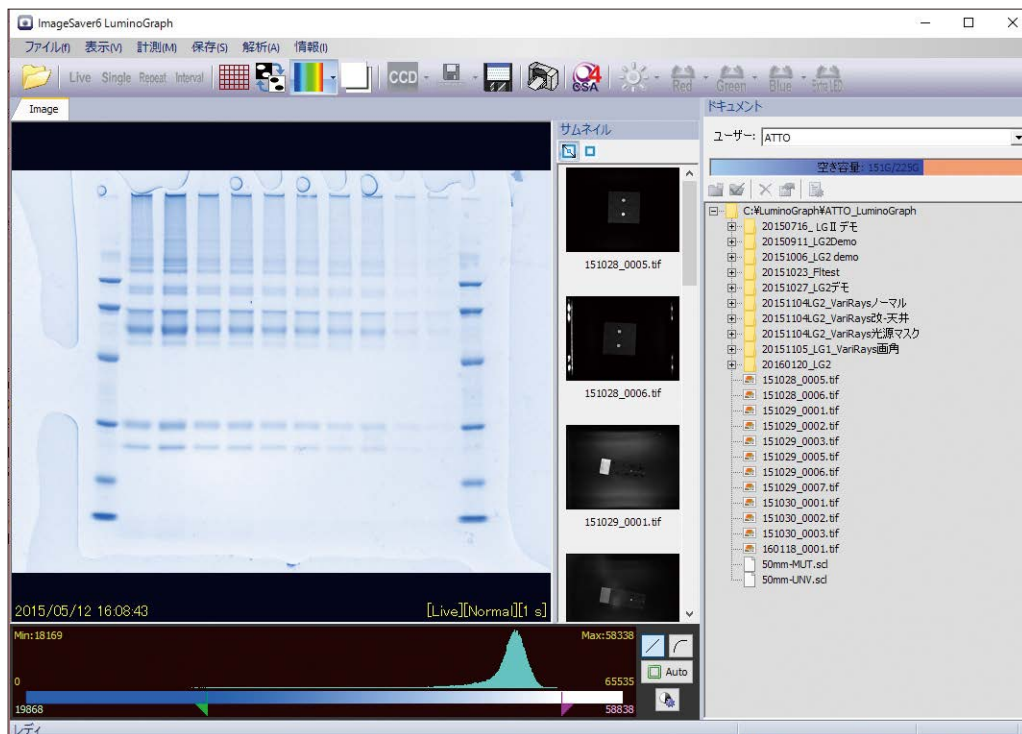 ImageSaver6 LuminoGraph
ファイル(f) 表示(V) 計測(M) 保存(S) 解析(A) 情報(I)
Live Single Repeat Interval CCD CSA 4 Red Green Blue Extra LED
Image
サムネイル
151028_0005.tif
151028_0006.tif
151029_0001.tif
2015/05/12 16:08:43 [Live][Normal][1 s]
Min:18169 Max:58338
0 65535
19868 58838
Auto
レディ
ドキュメント
ユーザー: ATTO
空き容量: 151G/225G
C:¥LuminoGraph¥ATTO_LuminoGraph
20150716_LGⅡデモ
20150911_LG2Demo
20151006_LG2 demo
20151023_Fltest
20151027_LG2デモ
20151104LG2_VariRaysノーマル
20151104LG2_VariRays改-天井
20151104LG2_VariRays光源マスク
20151105_LG1_VariRays画角
20160120_LG2
151028_0005.tif
151028_0006.tif
151029_0001.tif
151029_0002.tif
151029_0003.tif
151029_0005.tif
151029_0006.tif
151029_0007.tif
151030_0001.tif
151030_0002.tif
151030_0003.tif
160118_0001.tif
50mm-MUT.scl
50mm-UNV.scl